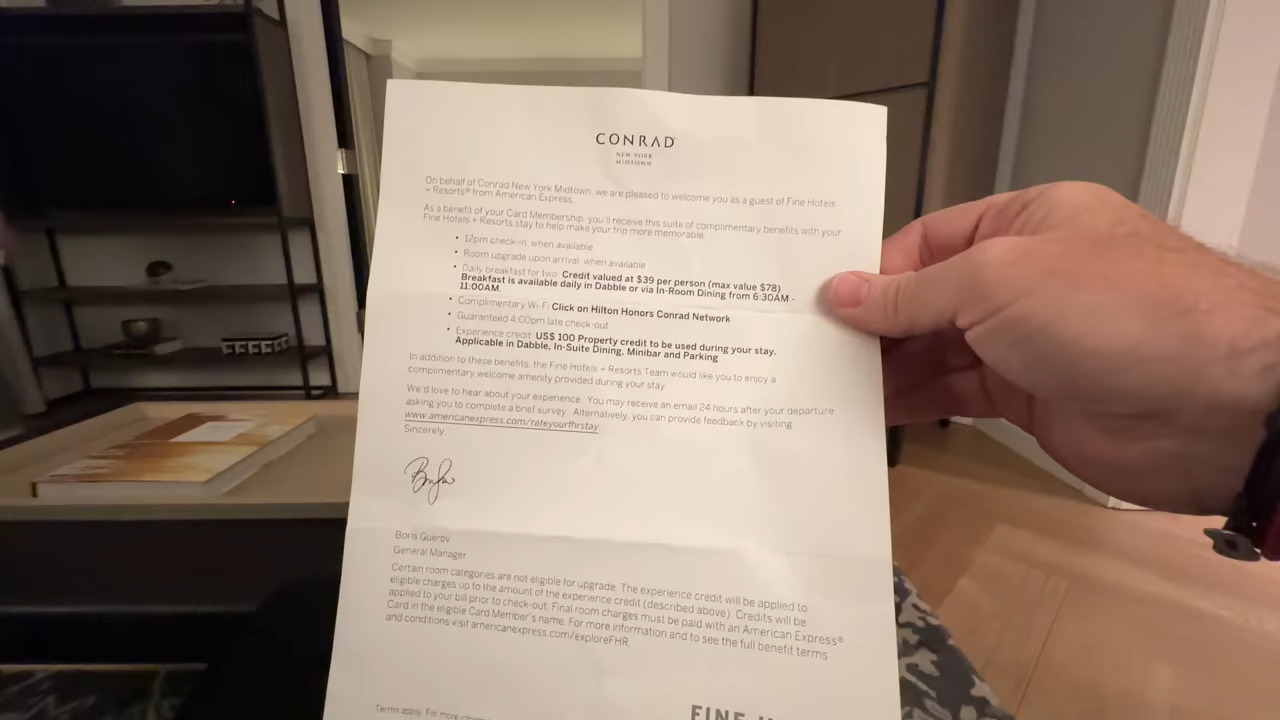 CONRAD
NEW YORK
MIDTOWN
On behalf of Conrad New York Midtown, we are pleased to welcome you as a guest of Fine Hotels
+ Resorts® from American Express.
As a benefit of your Card Membership, you'll receive this suite of complimentary benefits with your
Fine Hotels + Resorts stay to help make your trip more memorable:
• 12pm check-in, when available
• Room upgrade upon arrival, when available
• Daily breakfast for two: Credit valued at $39 per person (max value $78)
Breakfast is available daily in Dabble or via In-Room Dining from 6:30AM -
11:00AM.
• Complimentary Wi-Fi Click on Hilton Honors Conrad Network
• Guaranteed 4:00pm late check-out
• Experience credit: US$ 100 Property credit to be used during your stay.
Applicable in Dabble, In-Suite Dining, Minibar and Parking
In addition to these benefits, the Fine Hotels + Resorts Team would like you to enjoy a
complimentary welcome amenity provided during your stay
We'd love to hear about your experience. You may receive an email 24 hours after your departure
asking you to complete a brief survey. Alternatively, you can provide feedback by visiting
www.americanexpress.com/rateyourfhrstay
Sincerely,
Boris Guerov
General Manager
Certain room categories are not eligible for upgrade. The experience credit will be applied to
eligible charges up to the amount of the experience credit (described above) Credits will be
applied to your bill prior to check-out. Final room charges must be paid with an American Express®
Card in the eligible Card Member's name. For more information and to see the full benefit terms
and conditions visit americanexpress.com/exploreFHR.
Terms apply. For more
FINE